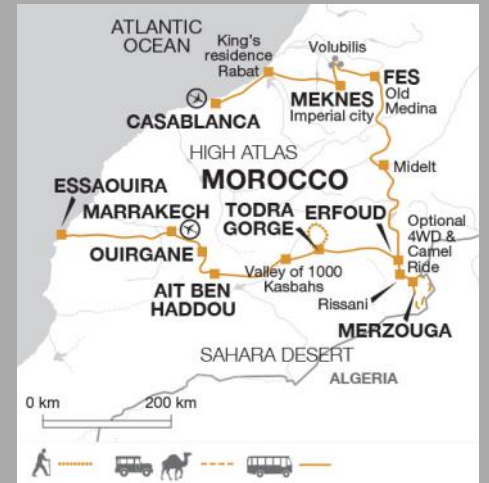 ATLANTIC
OCEAN
King's
residence
Rabat
Volubilis
FES
Old
Medina
MEKNES
Imperial city
CASABLANCA
HIGH ATLAS
Midelt
MOROCCO
ESSAOUIRA
MARRAKECH
TODRA
GORGE
ERFOUD
Optional
4WD &
Camel
Ride
OUIRGANE
Valley of 1000
Kasbahs
AIT BEN
HADDOU
Rissani
MERZOUGA
SAHARA DESERT
ALGERIA
0 km
200 km